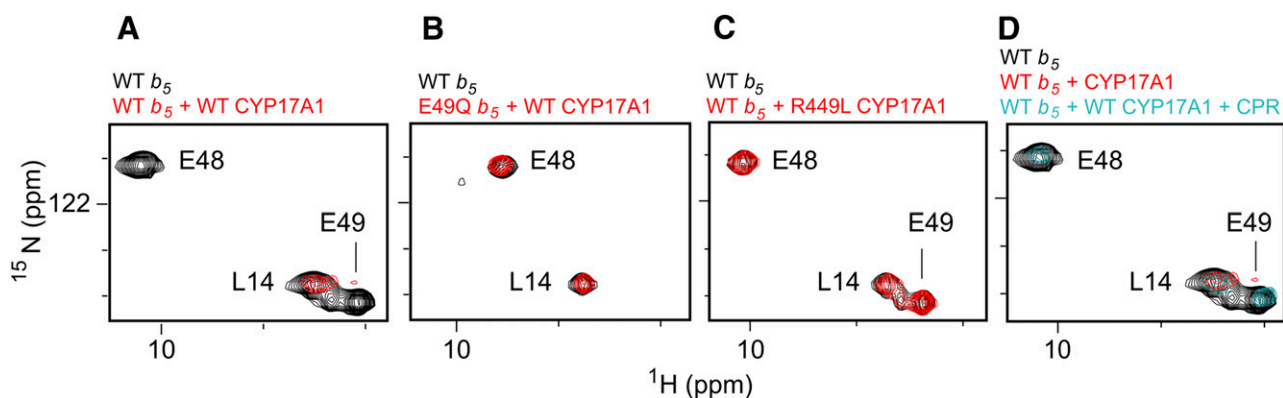 A
WT b5
WT b5 + WT CYP17A1
B
WT b5
E49Q b5 + WT CYP17A1
C
WT b5
WT b5 + R449L CYP17A1
D
WT b5
WT b5 + CYP17A1
WT b5 + WT CYP17A1 + CPR
15 N (ppm)
122
E48
E49
L14
10
E48
L14
10
E48
E49
L14
10
E48
E49
L14
10
1H (ppm)